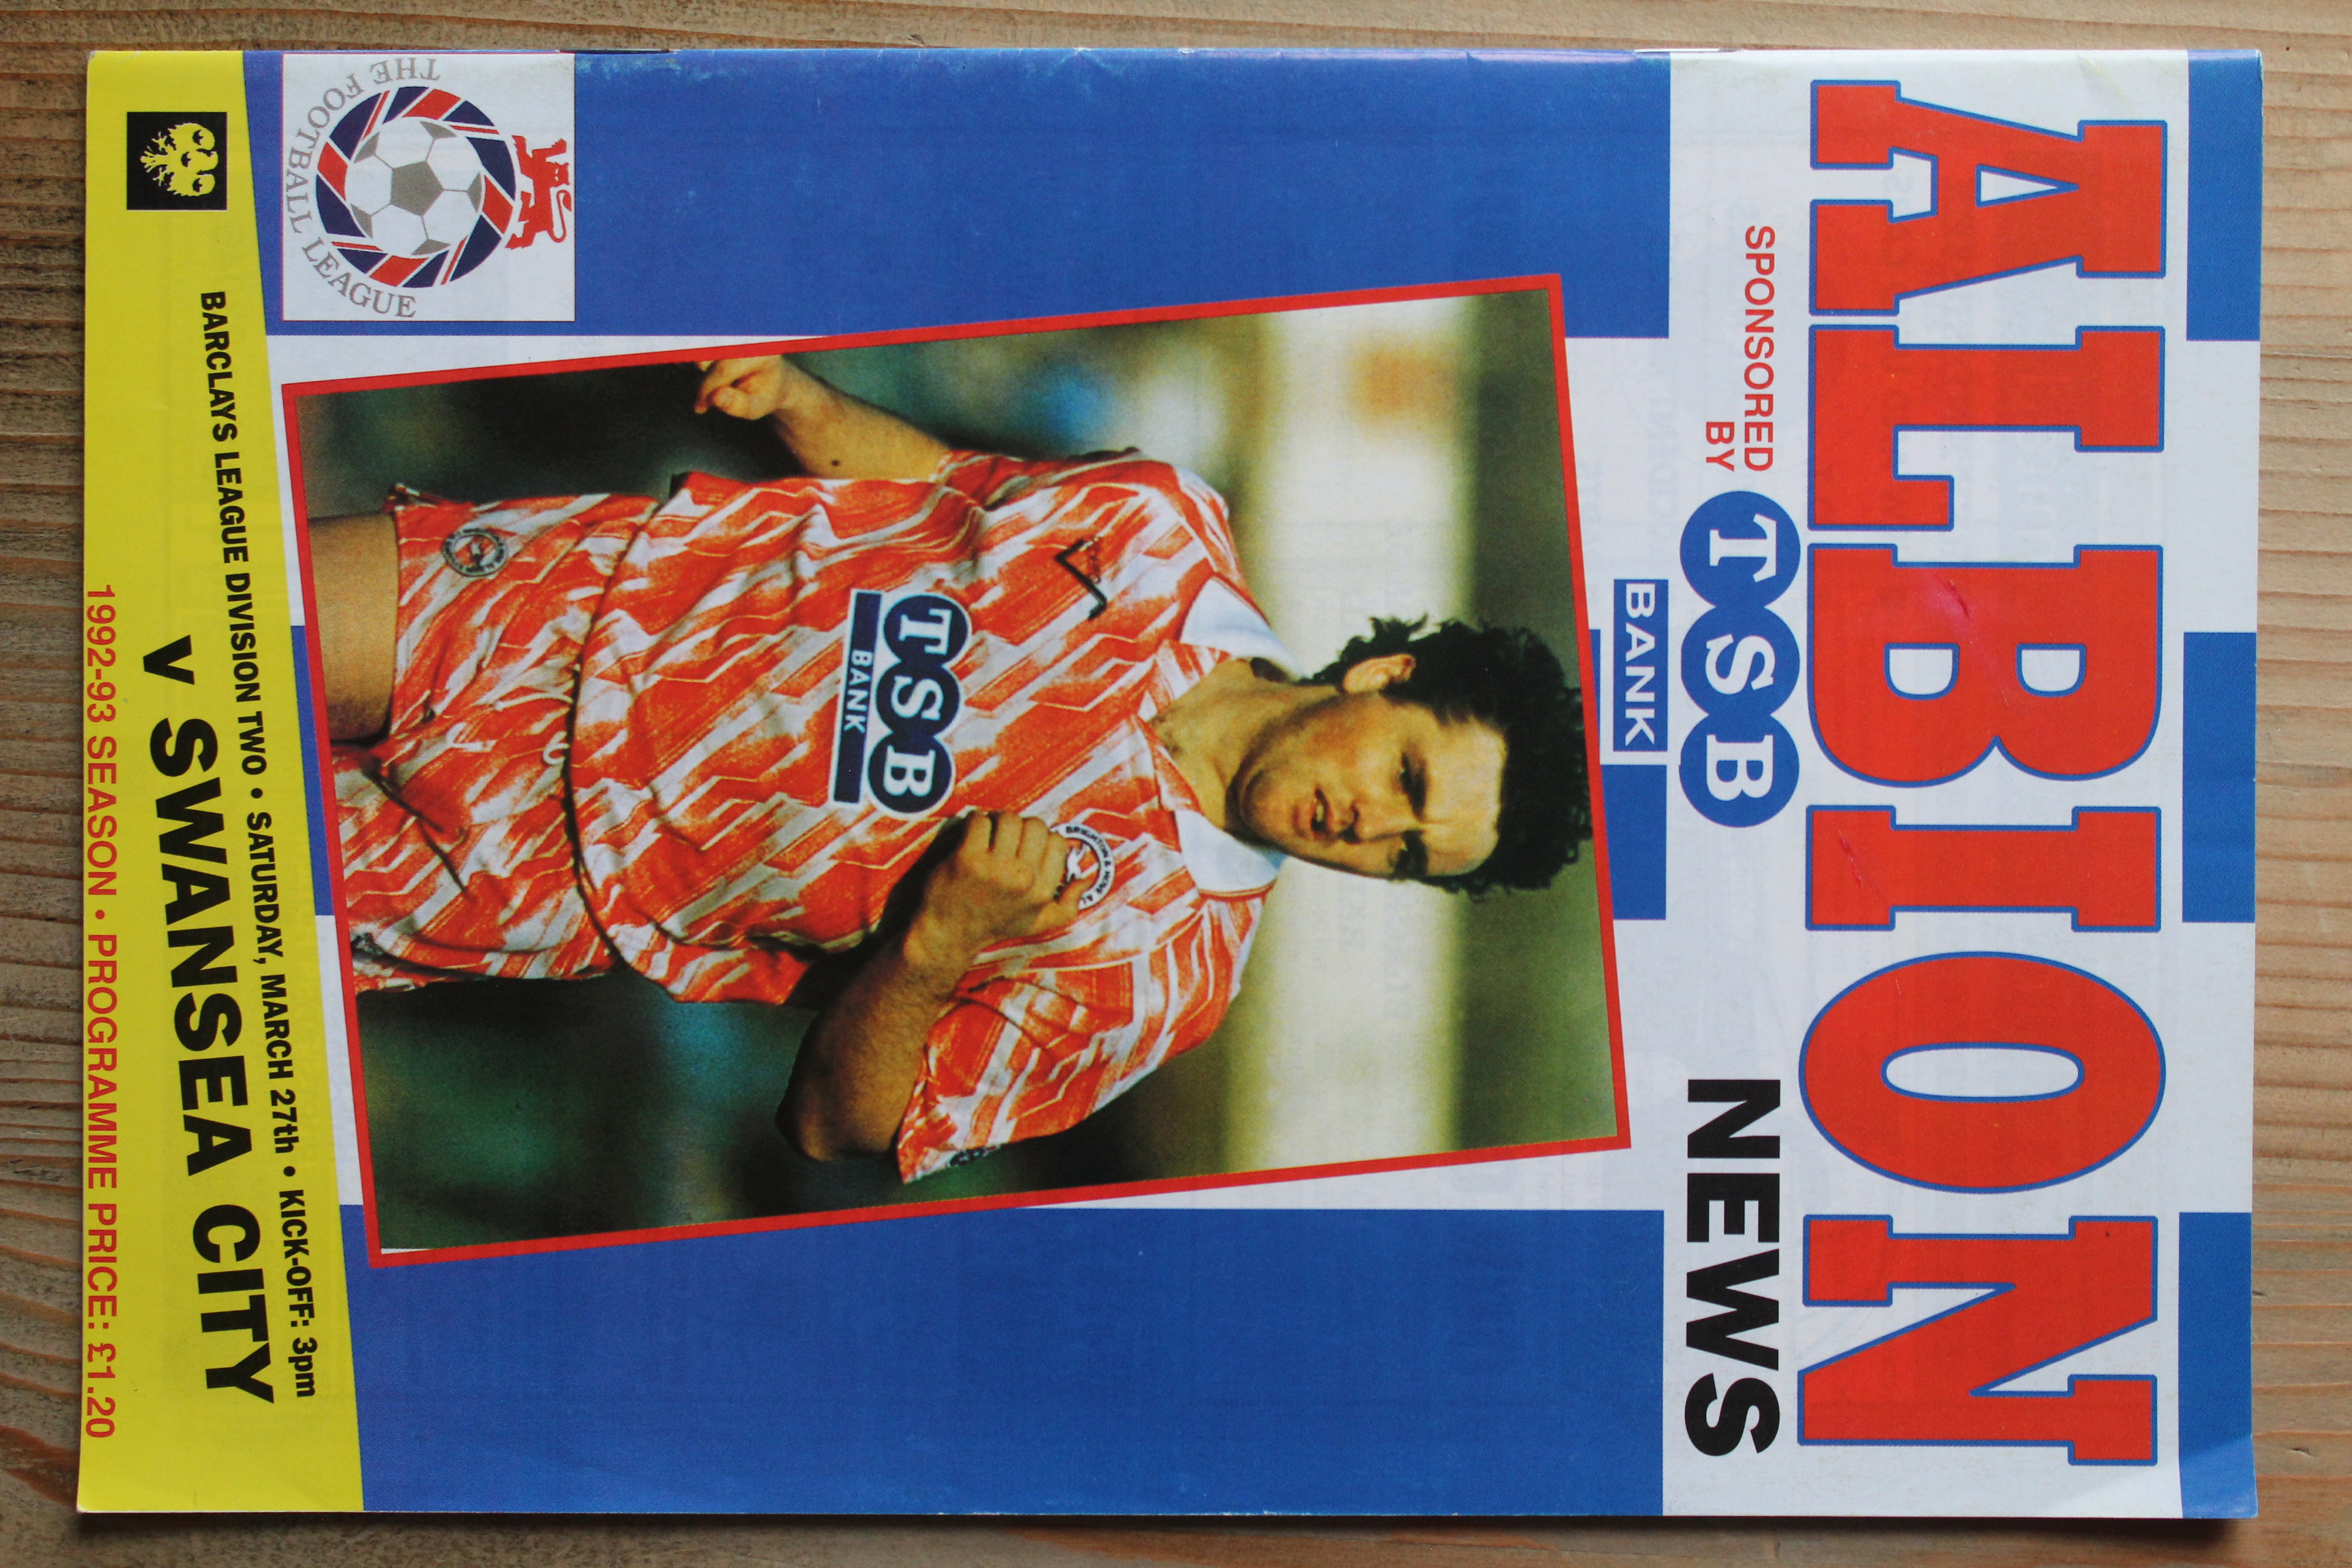 ALBION
SPONSORED
BY
TSB
BANK
NEWS
TSB
BANK
THE FOOTBALL LEAGUE
BARCLAYS LEAGUE DIVISION TWO • SATURDAY, MARCH 27th • KICK-OFF: 3pm
v SWANSEA CITY
1992-93 SEASON • PROGRAMME PRICE: £1.20